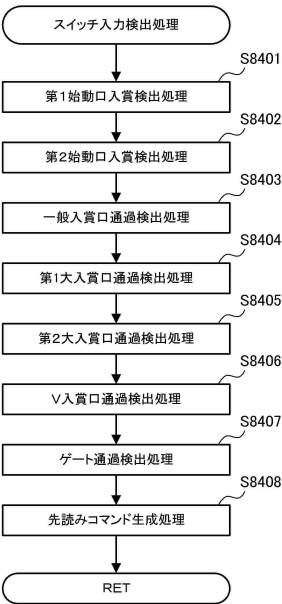 スイッチ入力検出処理
S8401
第1始動口入賞検出処理
S8402
第2始動口入賞検出処理
S8403
一般入賞口通過検出処理
S8404
第1大入賞口通過検出処理
S8405
第2大入賞口通過検出処理
S8406
V入賞口通過検出処理
S8407
ゲート通過検出処理
S8408
先読みコマンド生成処理
RET